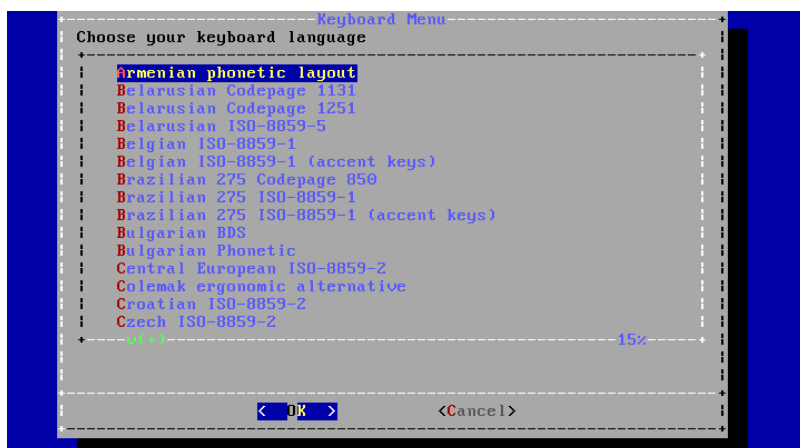 Keyboard Menu
Choose your keyboard language
Armenian phonetic layout
Belarusian Codepage 1131
Belarusian Codepage 1251
Belarusian ISO-8859-5
Belgian ISO-8859-1
Belgian ISO-8859-1 (accent keys)
Brazilian 275 Codepage 850
Brazilian 275 ISO-8859-1
Brazilian 275 ISO-8859-1 (accent keys)
Bulgarian BDS
Bulgarian Phonetic
Central European ISO-8859-2
Colemak ergonomic alternative
Croatian ISO-8859-2
Czech ISO-8859-2
v(+) 15%
< OK > <Cancel>